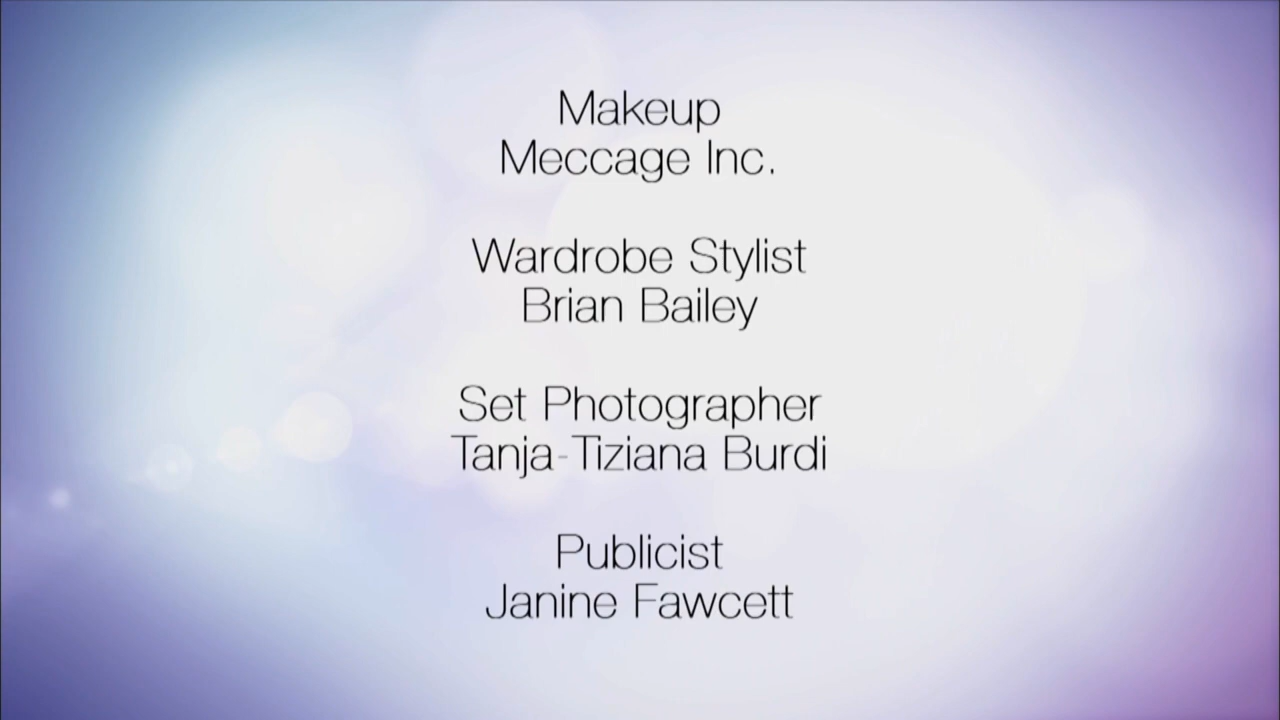 Makeup
Meccage Inc.
Wardrobe Stylist
Brian Bailey
Set Photographer
Tanja-Tiziana Burdi
Publicist
Janine Fawcett